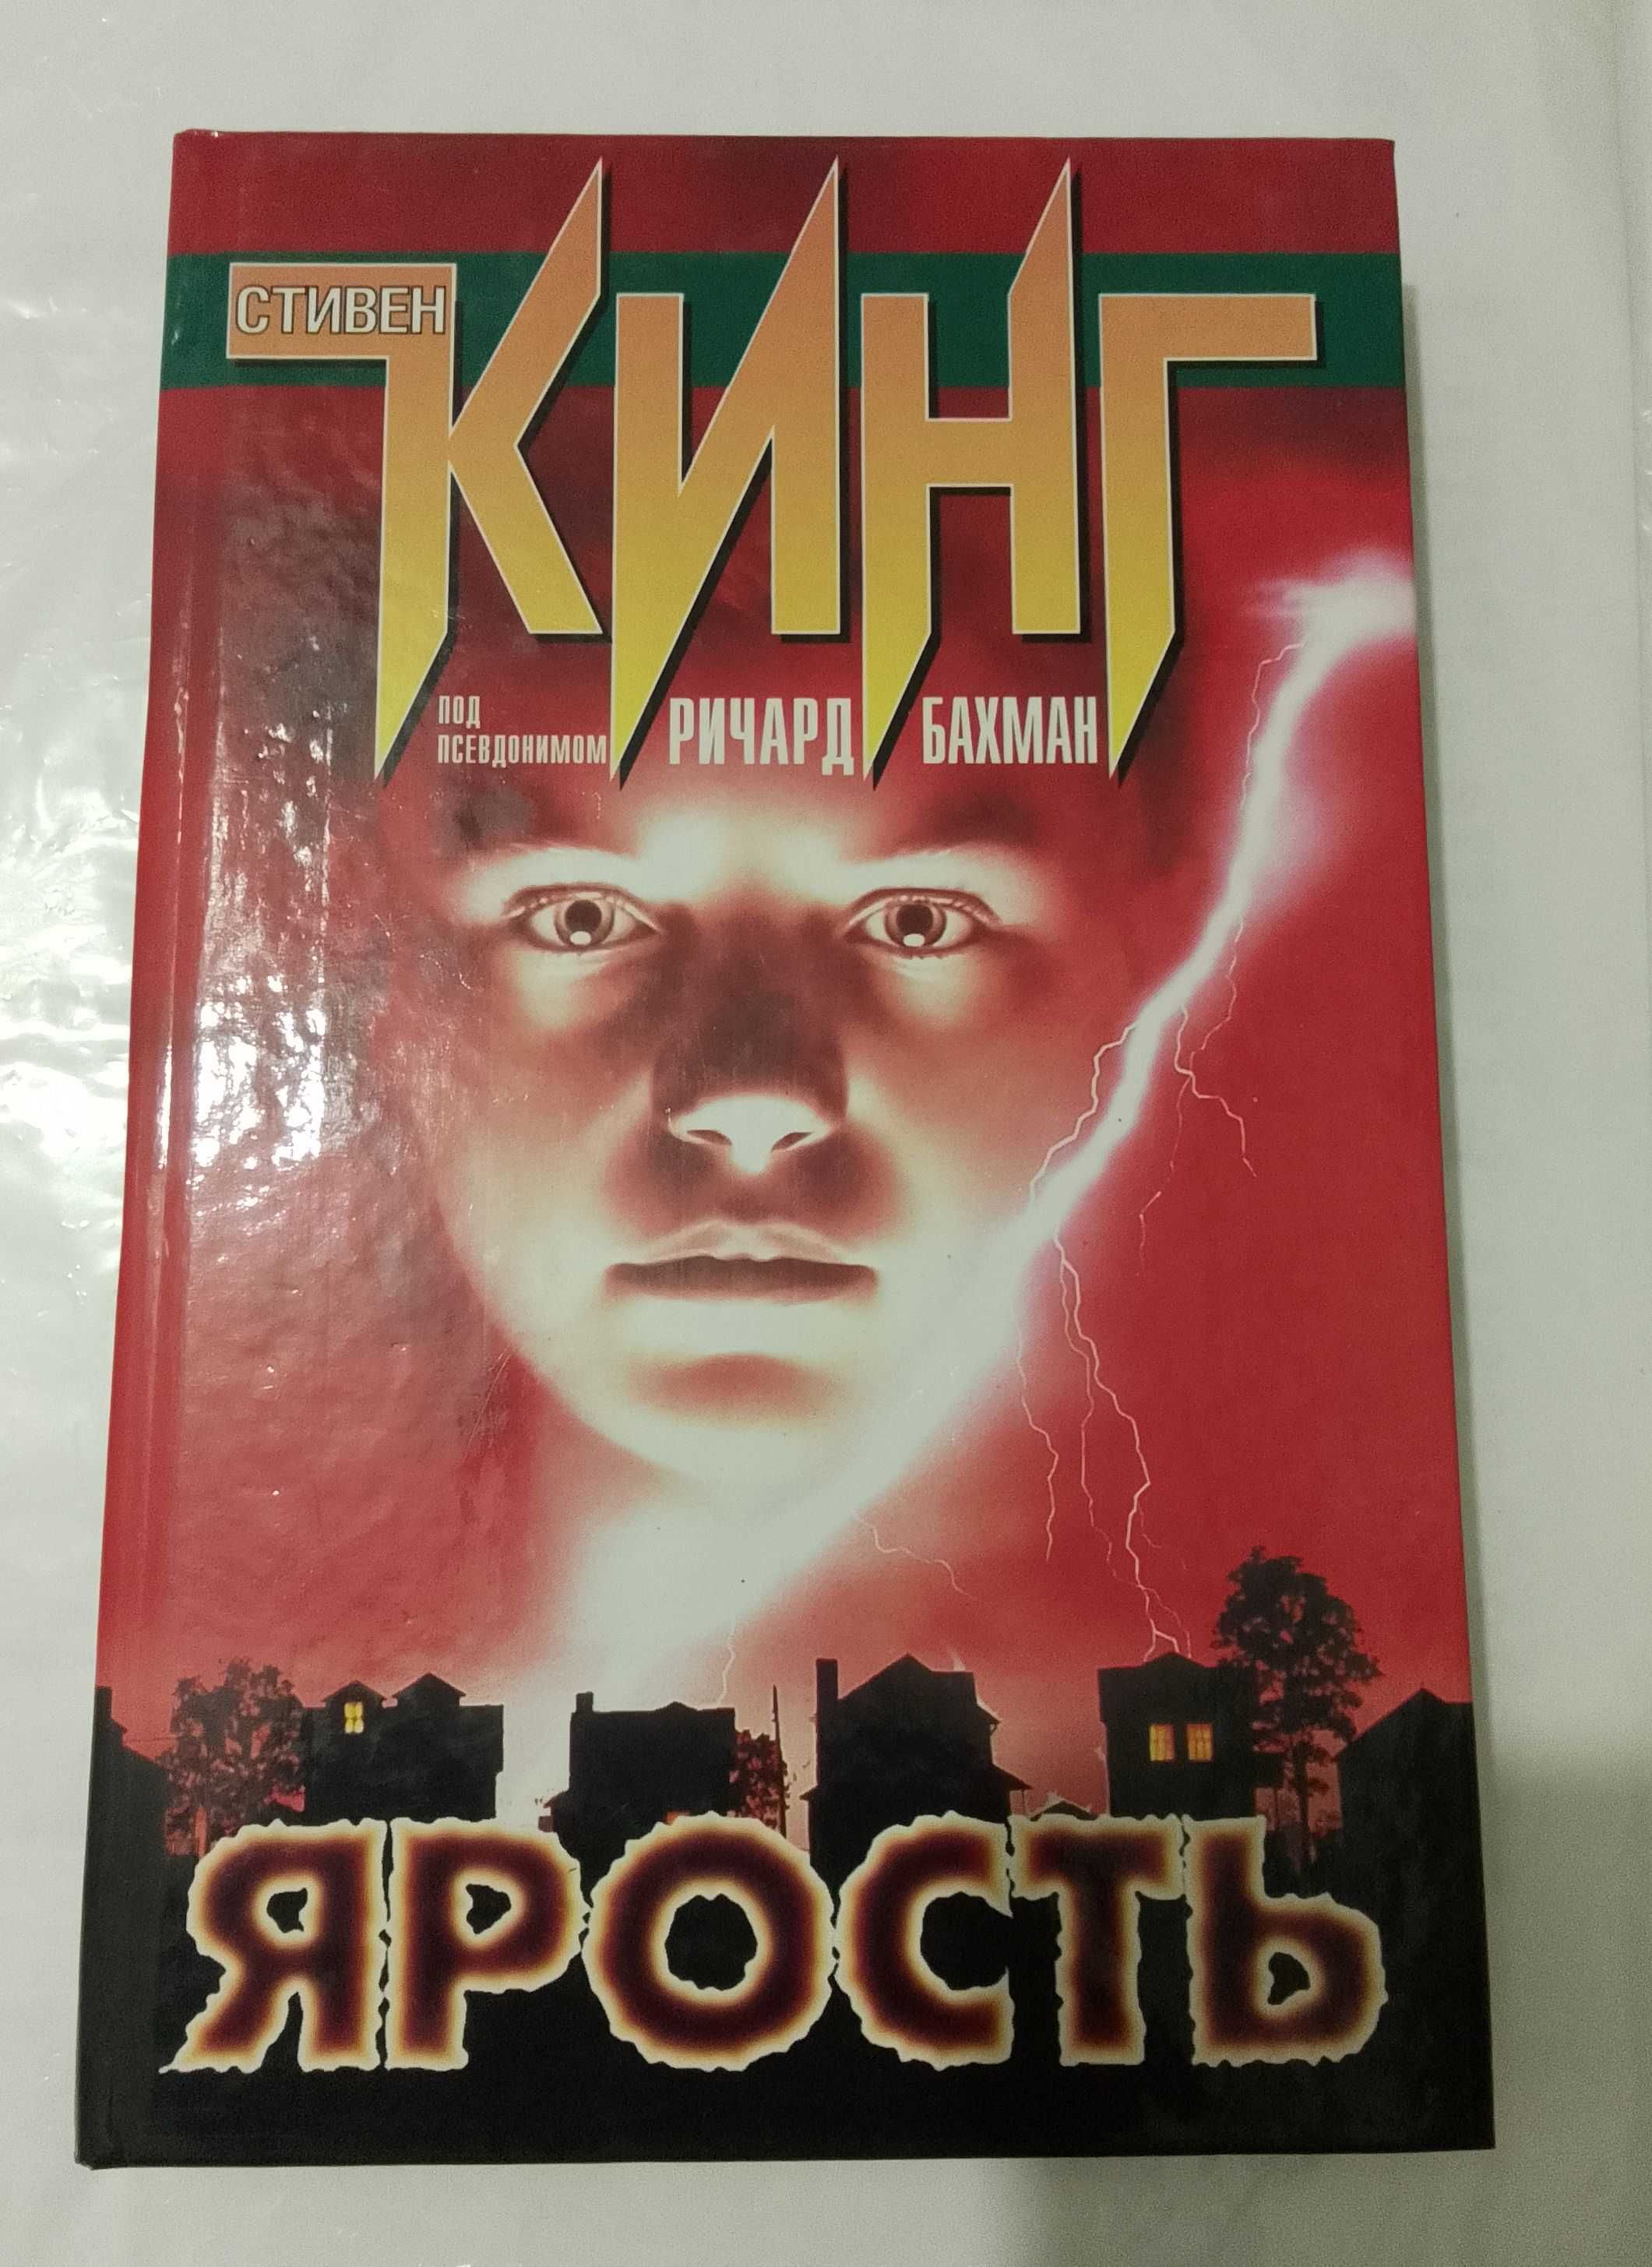 СТИВЕН
КИНГ
ПОД
ПСЕВДОНИМОМ РИЧАРД БАХМАН
ЯРОСТЬ